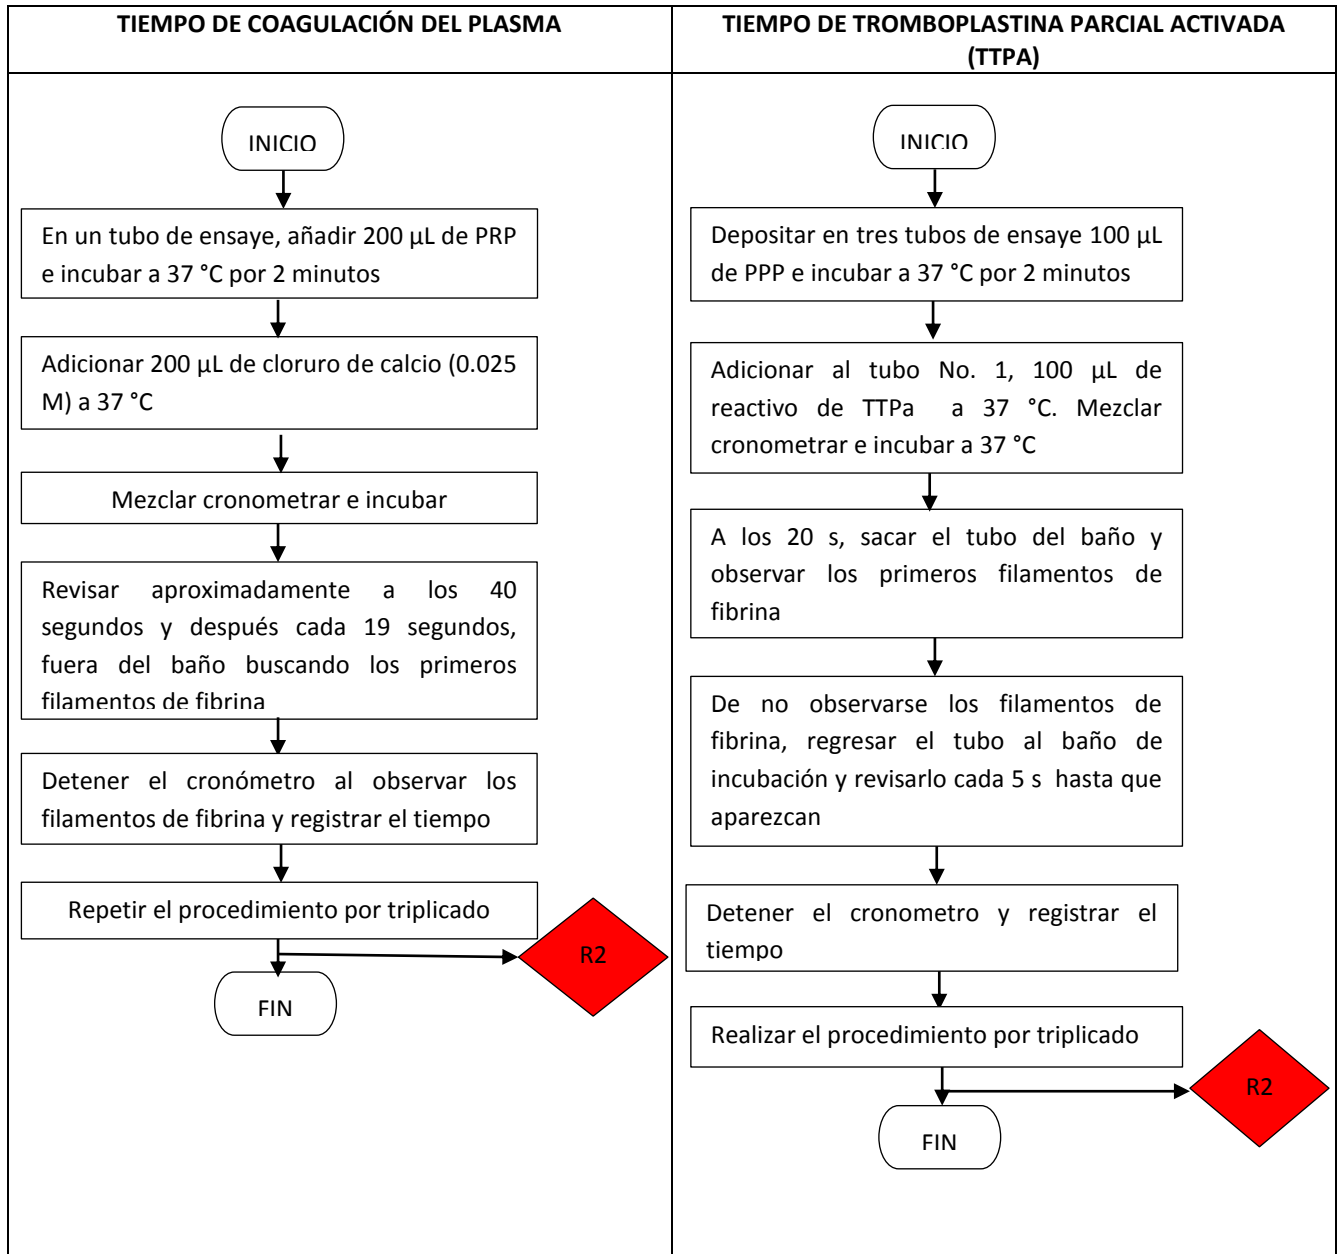 TIEMPO DE COAGULACIÓN DEL PLASMA
INICIO
En un tubo de ensaye, añadir 200 µL de PRP
e incubar a 37 °C por 2 minutos
Adicionar 200 µL de cloruro de calcio (0.025
M) a 37 °C
Mezclar cronometrar e incubar
Revisar aproximadamente a los 40
segundos y después cada 19 segundos,
fuera del baño buscando los primeros
filamentos de fibrina
Detener el cronómetro al observar los
filamentos de fibrina y registrar el tiempo
Repetir el procedimiento por triplicado
R2
FIN
TIEMPO DE TROMBOPLASTINA PARCIAL ACTIVADA
(TTPA)
INICIO
Depositar en tres tubos de ensaye 100 µL
de PPP e incubar a 37 °C por 2 minutos
Adicionar al tubo No. 1, 100 µL de
reactivo de TTPa a 37 °C. Mezclar
cronometrar e incubar a 37 °C
A los 20 s, sacar el tubo del baño y
observar los primeros filamentos de
fibrina
De no observarse los filamentos de
fibrina, regresar el tubo al baño de
incubación y revisarlo cada 5 s hasta que
aparezcan
Detener el cronometro y registrar el
tiempo
Realizar el procedimiento por triplicado
R2
FIN